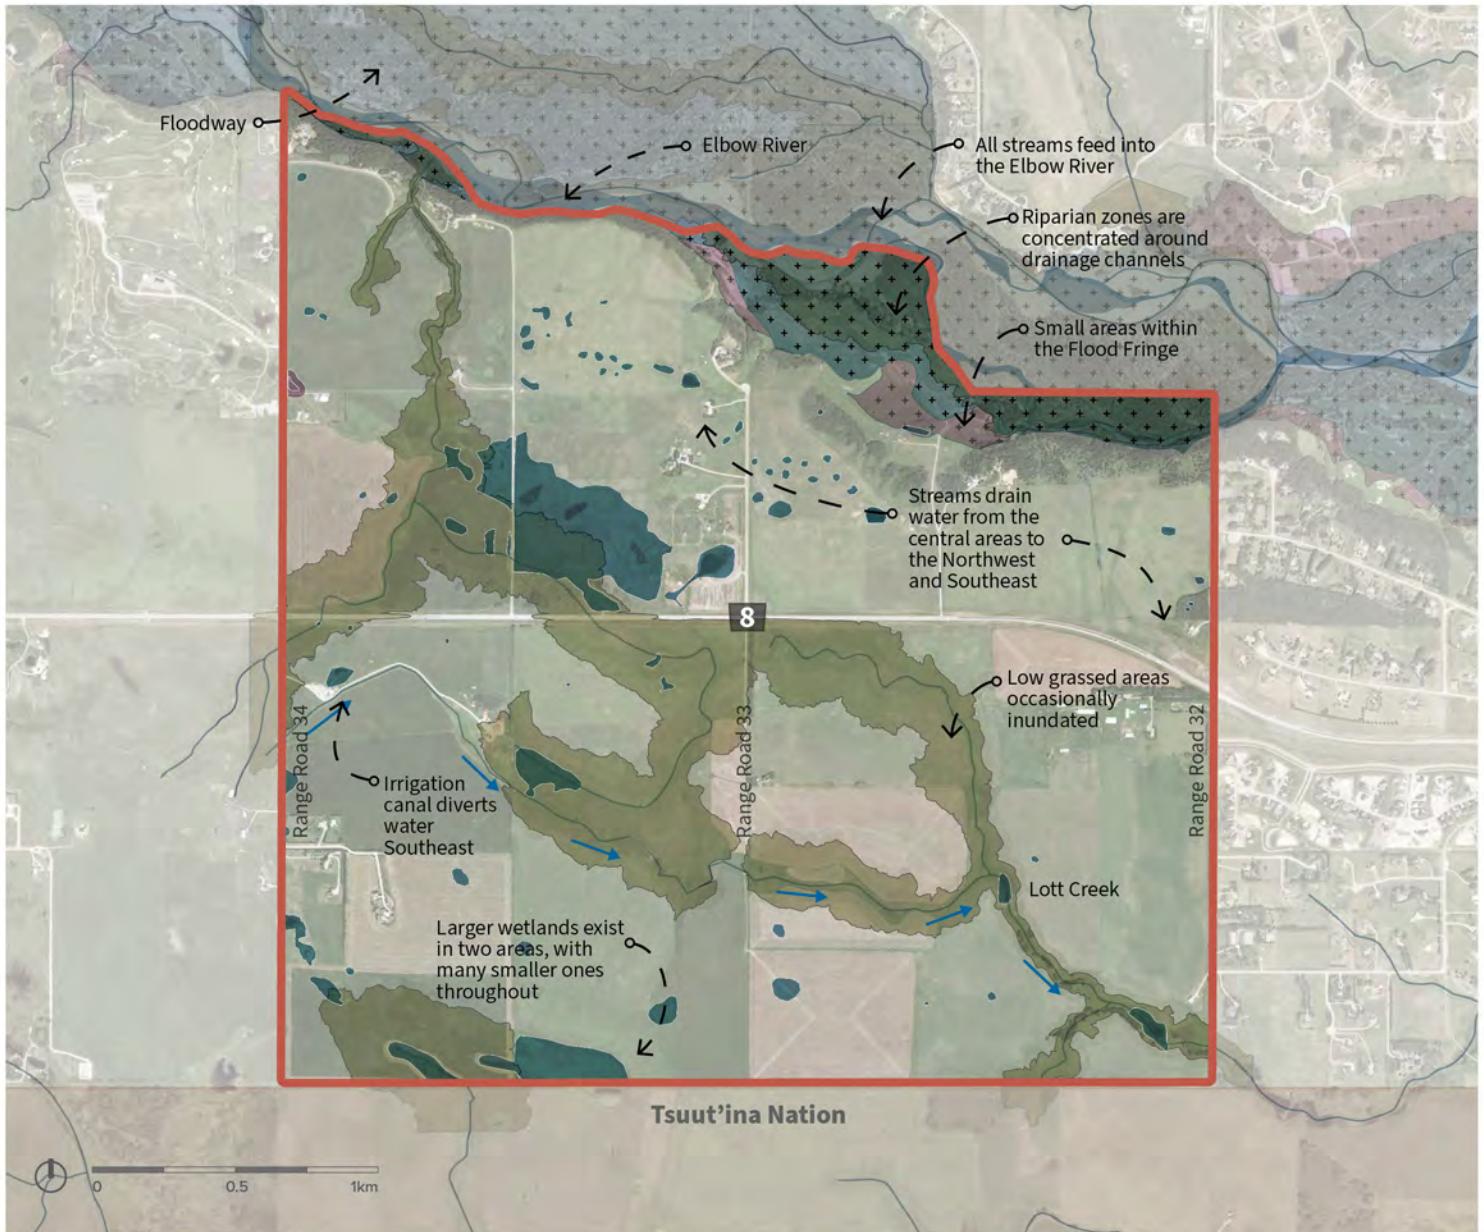 Floodway
Elbow River
All streams feed into
the Elbow River
Riparian zones are
concentrated around
drainage channels
Small areas within
the Flood Fringe
Streams drain
water from the
central areas to
the Northwest
and Southeast
8
Low grassed areas
occasionally
inundated
Range Road 34
Range Road 33
Range Road 32
Irrigation
canal diverts
water
Southeast
Lott Creek
Larger wetlands exist
in two areas, with
many smaller ones
throughout
Tsuut’ina Nation
0
0.5
1km